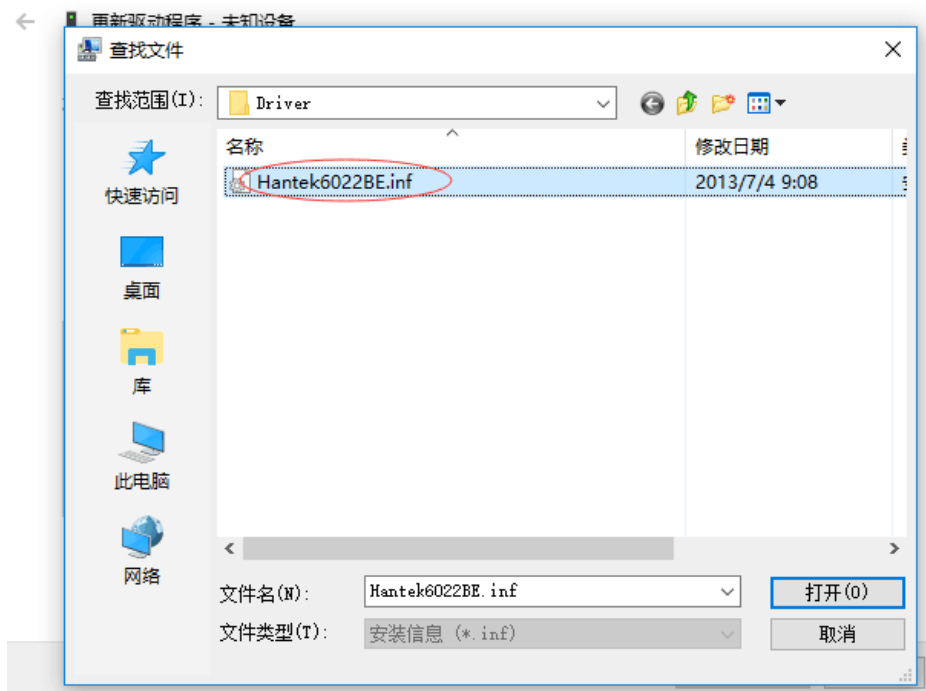 更新驱动程序 - 未知设备
查找文件
查找范围(I):
Driver
名称
修改日期
Hantek6022BE.inf
2013/7/4 9:08
快速访问
桌面
库
此电脑
网络
文件名(N):
Hantek6022BE.inf
打开(O)
文件类型(T):
安装信息 (*.inf)
取消